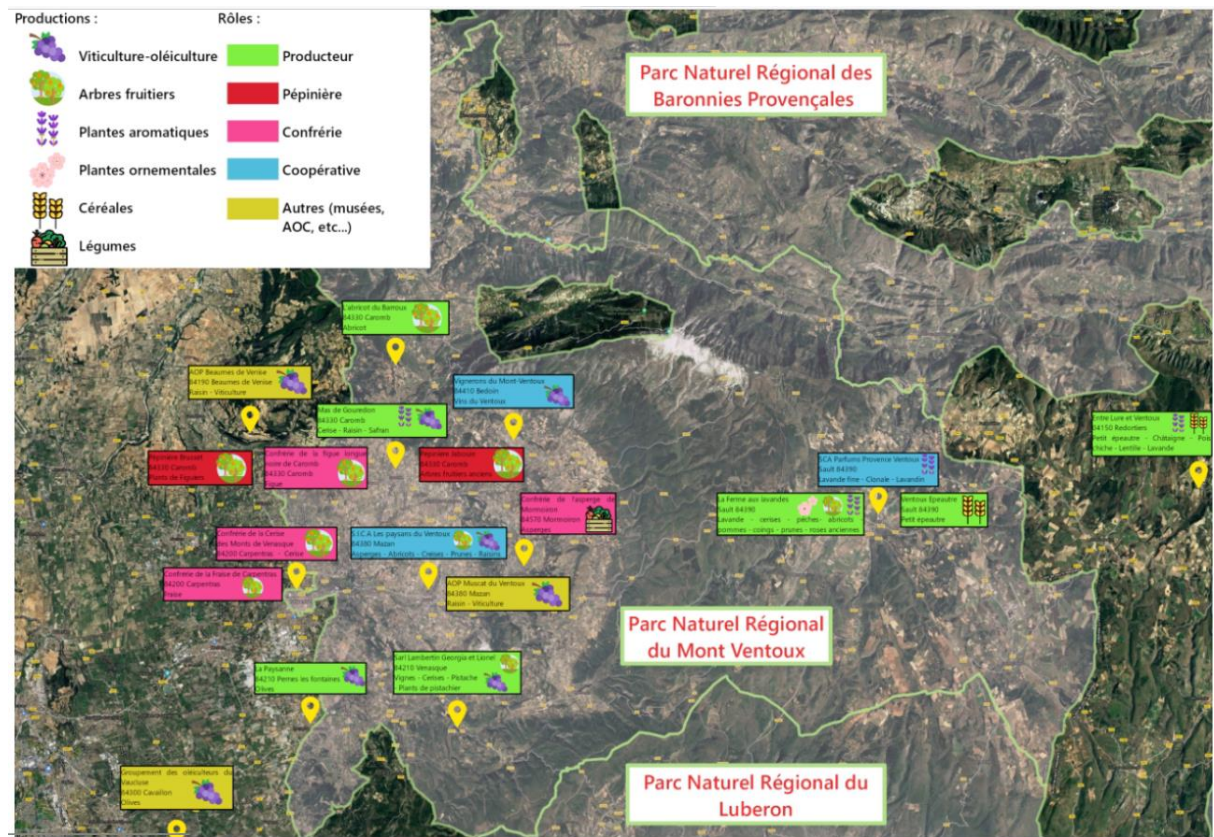 Productions :
Rôles :
Viticulture-oléiculture
Producteur
Arbres fruitiers
Pépinière
Plantes aromatiques
Confrérie
Plantes ornementales
Coopérative
Céréales
Autres (musées,
AOC, etc...)
Légumes
Parc Naturel Régional des
Baronnies Provençales
L'abricot du Barroux
84330 Caromb
Abricot
AOP Beaumes de Venise
84190 Beaumes de Venise
Raisin - Viticulture
Vignerons du Mont-Ventoux
84410 Bedoin
Vins du Ventoux
Mas de Gouredon
84330 Caromb
Cerise - Raisin - Safran
Entre Lure et Ventoux
04150 Redortiers
Petit épeautre - Châtaigne - Pois
chiche - Lentille - Lavande
Pépinière
84330 Caromb
Plants de Figuiers
Confrérie de la figue longue
noire de Caromb
84330 Caromb
Figue
Pépinière
84330 Caromb
Arbres fruitiers anciens
SCA Parfums Provence Ventoux
Sault 84390
Lavande fine - Clonale - Lavandin
Confrérie de l'asperge de
Mormoiron
84570 Mormoiron
Asperges
La Ferme aux lavandes
Sault 84390
Lavande - cerises - pêches- abricots
pommes - coings - prunes - roses anciennes
Ventoux Epeautre
Sault 84390
Petit épeautre
Confrérie de la Cerise
des Monts de Venasque
84200 Carpentras - Cerise
S.I.C.A Les paysans du Ventoux
84380 Mazan
Asperges - Abricots - Creises - Prunes - Raisins
Confrérie de la Fraise de Carpentras
84200 Carpentras
Fraise
AOP Muscat du Ventoux
84380 Mazan
Raisin - Viticulture
Parc Naturel Régional
du Mont Ventoux
La Paysanne
84210 Pernes les fontaines
Olives
Sarl Lambertin Georgia et Lionel
84210 Venasque
Vignes - Cerises - Pistache
- Plants de pistachier
Groupement des oléiculteurs du
Vaucluse
84300 Cavaillon
Olives
Parc Naturel Régional du
Luberon